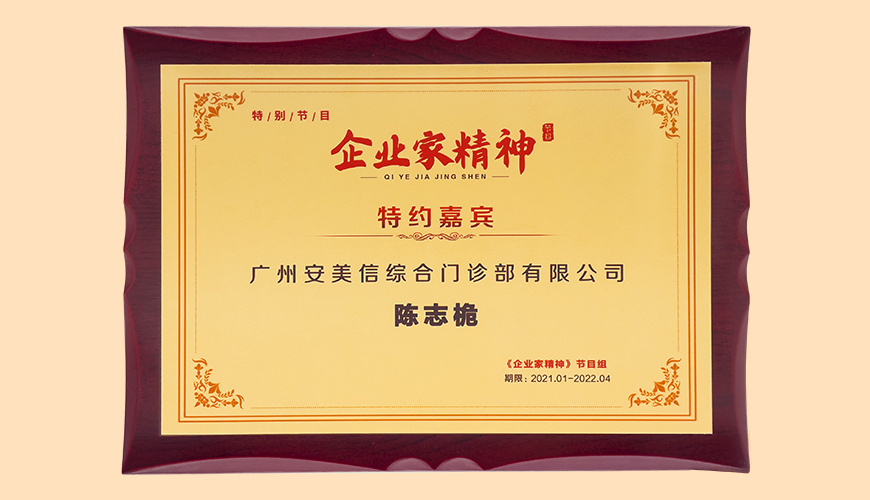 特/别/节/目
企业家精神
QI YE JIA JING SHEN
特约嘉宾
广州安美信综合门诊部有限公司
陈志桅
《企业家精神》节目组
期限：2021.01-2022.04